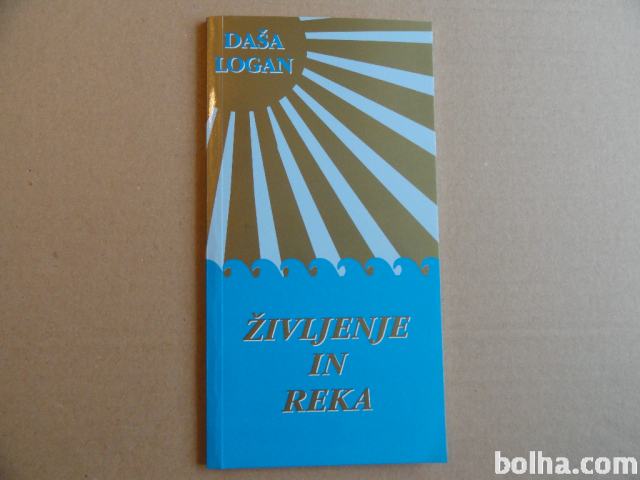 DAŠA
LOGAN
ŽIVLJENJE
IN
REKA
bolha.com